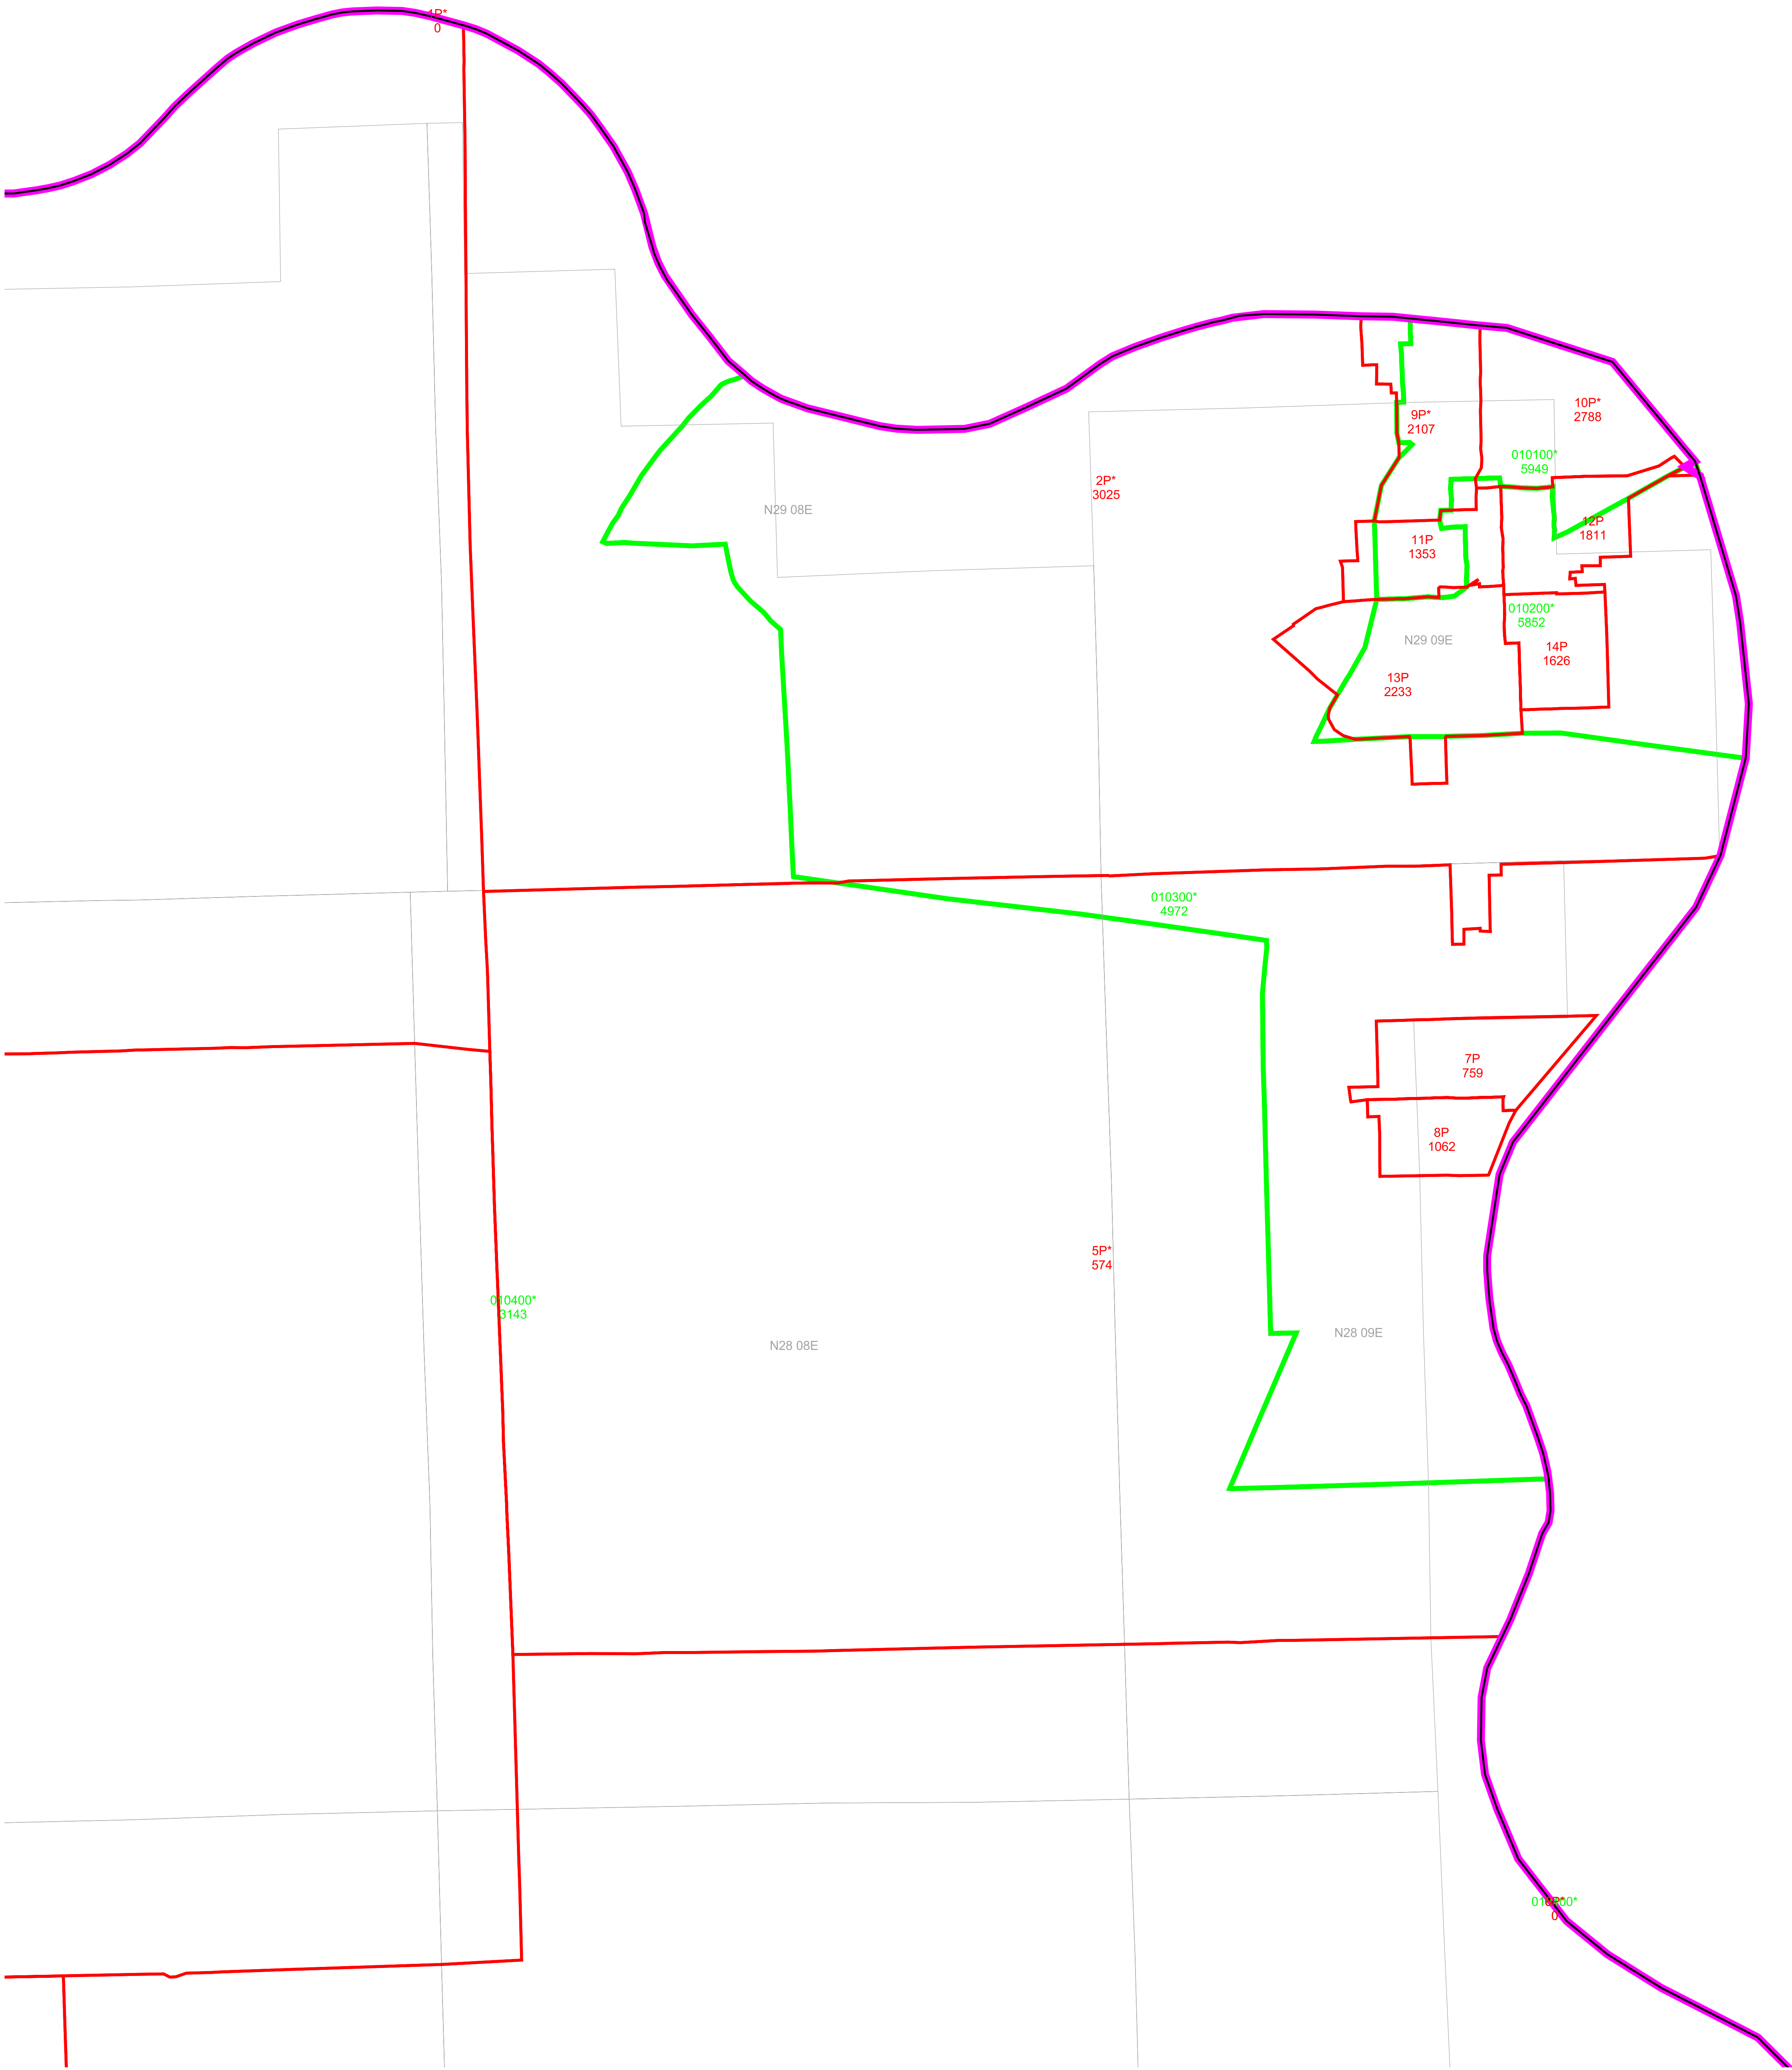 1P*
0
10P*
2788
9P*
2107
010100*
5949
2P*
3025
N29 08E
12P
1811
11P
1353
010200*
5852
N29 09E
14P
1626
13P
2233
010300*
4972
7P
759
8P
1062
5P*
574
010400*
3143
N28 09E
N28 08E
0